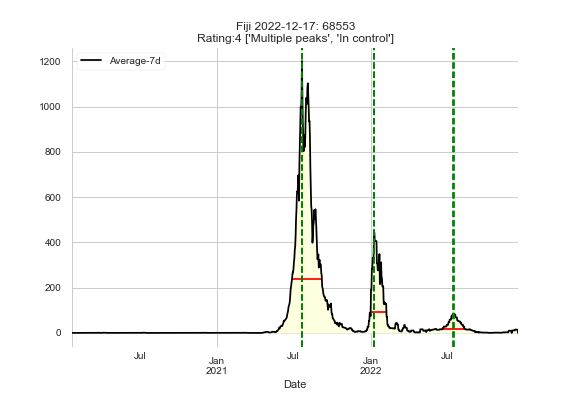 Fiji 2022-12-17: 68553
Rating:4 ['Multiple peaks', 'In control']
Average-7d
1200
1000
800
600
400
200
0
Jul
Jan
2021
Jul
Jan
2022
Jul
Date